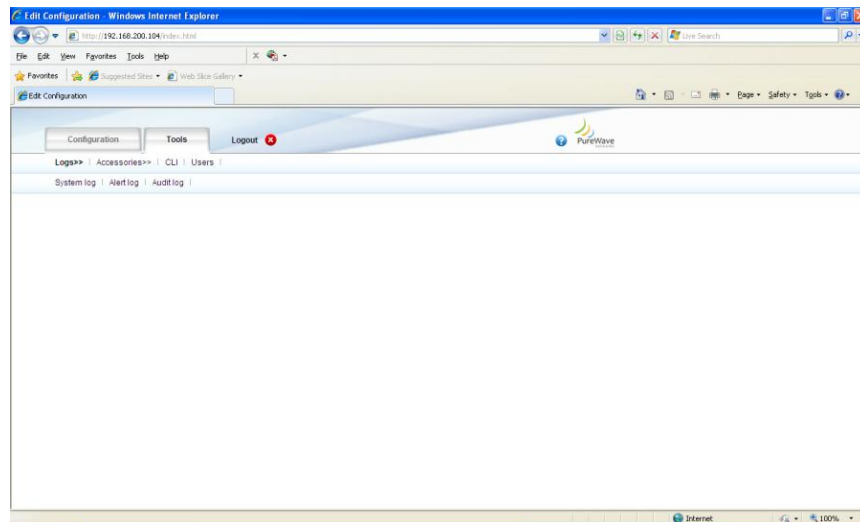 Edit Configuration - Windows Internet Explorer
http://192.168.200.104/index.html
Live Search
File Edit View Favorites Tools Help
Favorites Suggested Sites Web Slice Gallery
Edit Configuration
Page Safety Tools
Configuration Tools Logout
PureWave
Logs>> | Accessories>> | CLI | Users |
System log | Alert log | Audit log |
Internet
100%